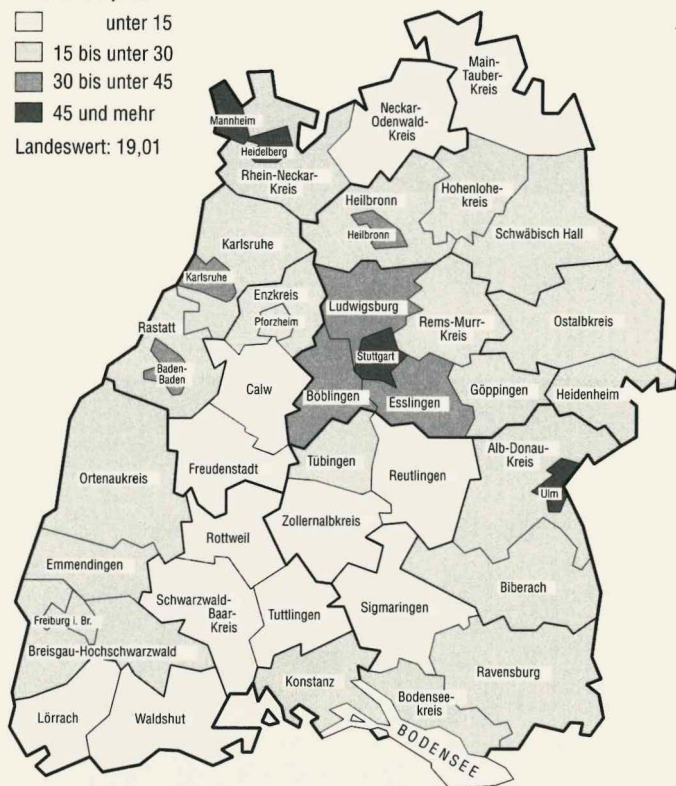 unter 15
15 bis unter 30
30 bis unter 45
45 und mehr
Landeswert: 19,01
Main-
Tauber-
Kreis
Neckar-
Odenwald-
Kreis
Mannheim
Heidelberg
Rhein-Neckar-
Kreis
Hohenlohe-
kreis
Heilbronn
Heilbronn
Schwäbisch Hall
Karlsruhe
Karlsruhe
Enzkreis
Pforzheim
Ludwigsburg
Rems-Murr-
Kreis
Ostalbkreis
Rastatt
Baden-
Baden
Stuttgart
Calw
Böblingen
Esslingen
Göppingen
Heidenheim
Alb-Donau-
Kreis
Ulm
Ortenaukreis
Freudenstadt
Tübingen
Reutlingen
Rottweil
Zollernalbkreis
Emmendingen
Biberach
Schwarzwald-
Baar-
Kreis
Tuttlingen
Sigmaringen
Freiburg i. Br.
Breisgau-Hochschwarzwald
Konstanz
Ravensburg
Bodensee-
kreis
Lörrach
Waldshut
BODENSEE